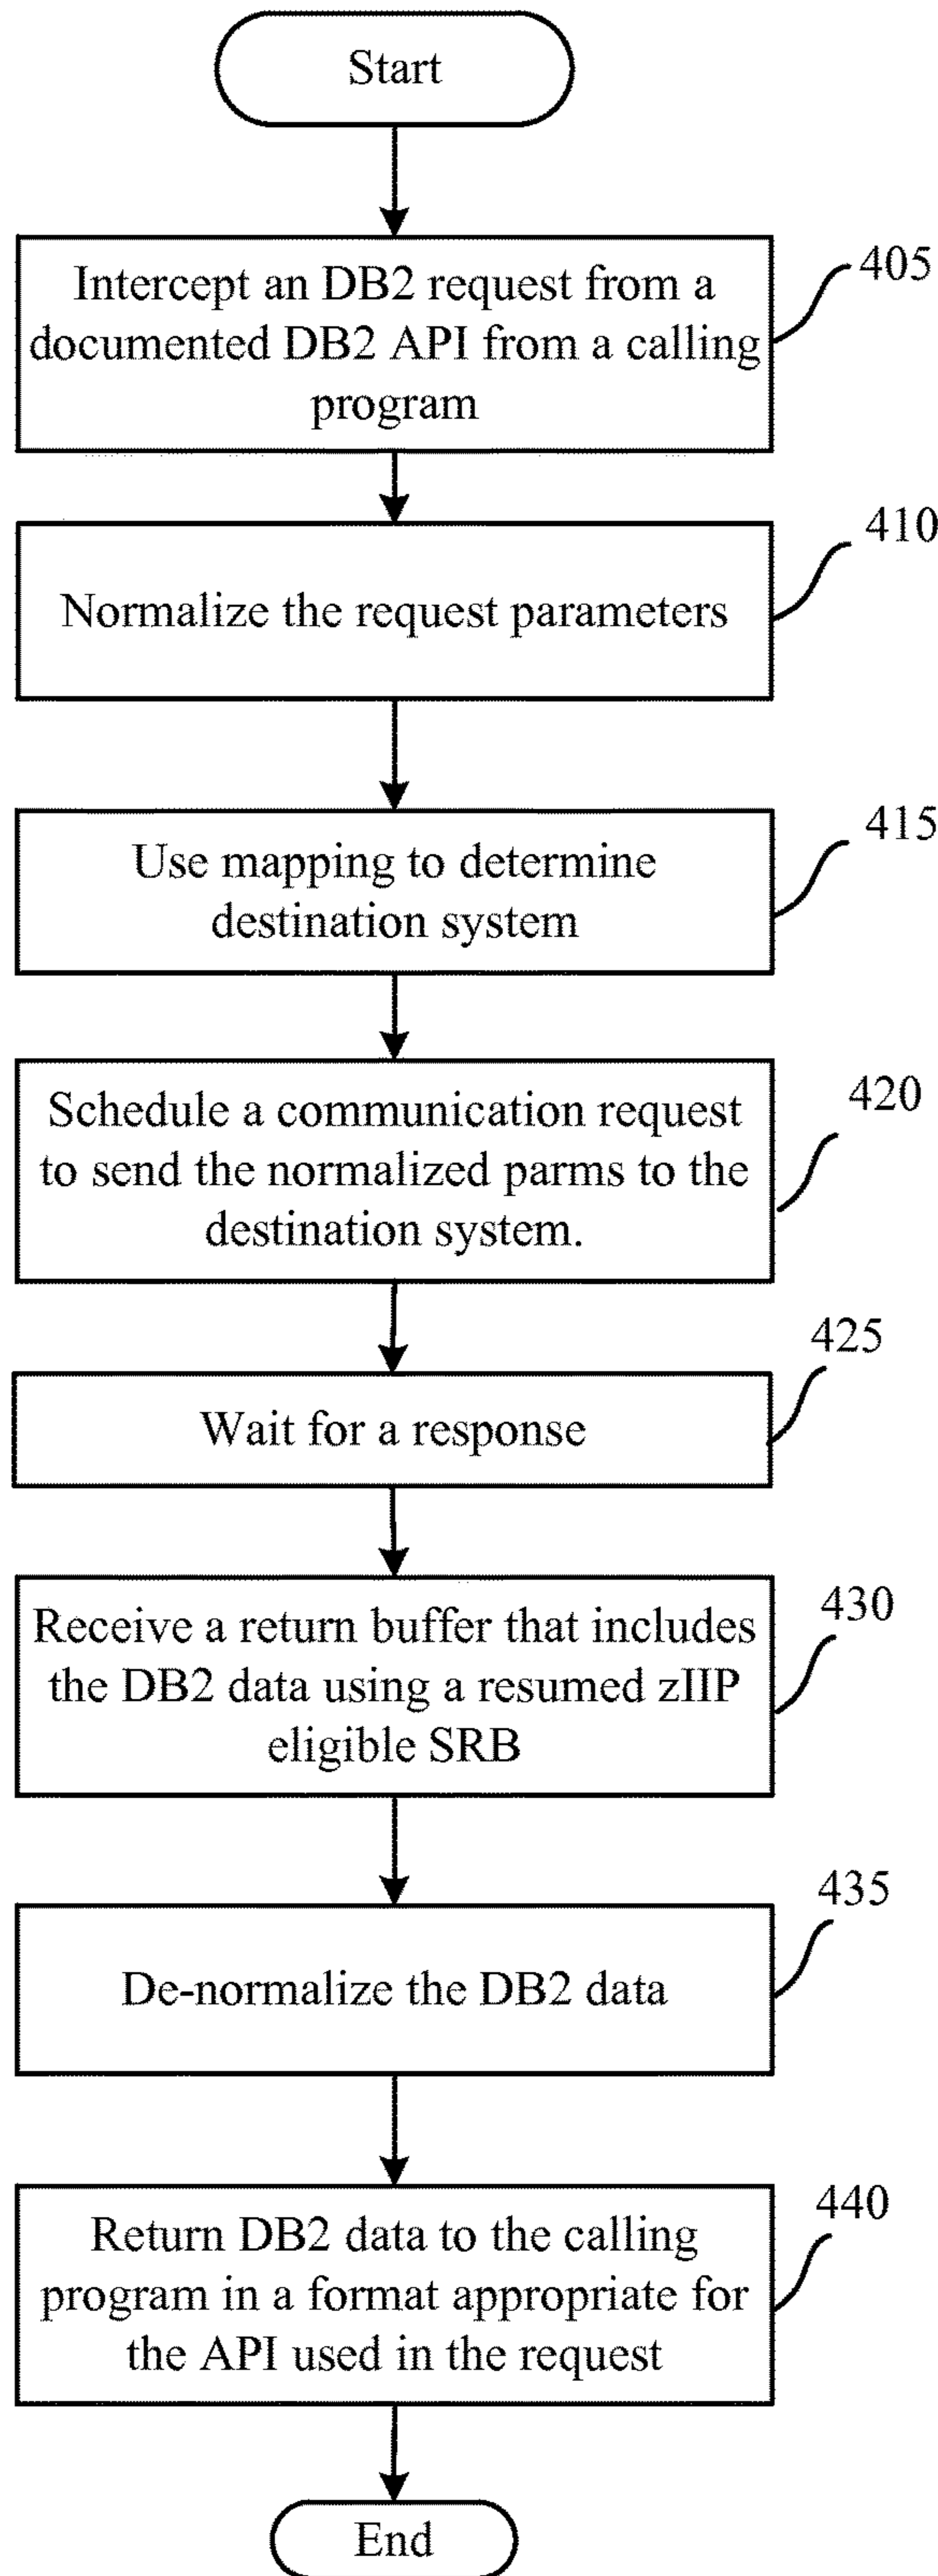 Start
Intercept an DB2 request from a
documented DB2 API from a calling
program
405
Normalize the request parameters
410
Use mapping to determine
destination system
415
Schedule a communication request
to send the normalized parms to the
destination system.
420
Wait for a response
425
Receive a return buffer that includes
the DB2 data using a resumed zIIP
eligible SRB
430
De-normalize the DB2 data
435
Return DB2 data to the calling
program in a format appropriate for
the API used in the request
440
End